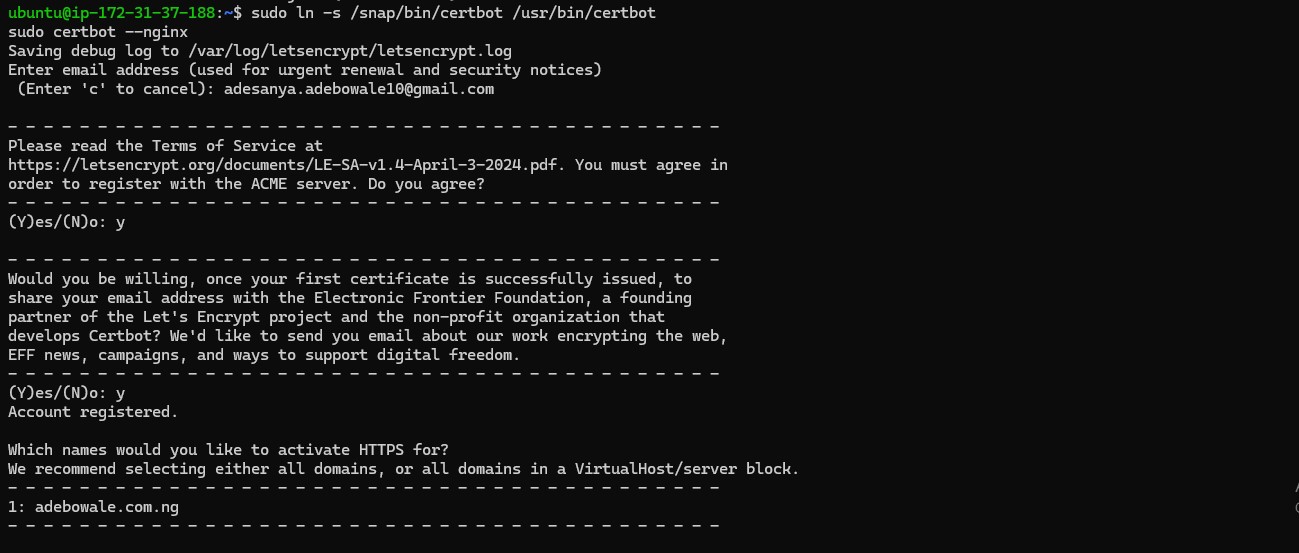 ubuntu@ip-172-31-37-188:~$ sudo ln -s /snap/bin/certbot /usr/bin/certbot
sudo certbot --nginx
Saving debug log to /var/log/letsencrypt/letsencrypt.log
Enter email address (used for urgent renewal and security notices)
 (Enter 'c' to cancel): adesanya.adebowale10@gmail.com

- - - - - - - - - - - - - - - - - - - - - - - - - - - - - - - - - - - - - - - -
Please read the Terms of Service at
https://letsencrypt.org/documents/LE-SA-v1.4-April-3-2024.pdf. You must agree in
order to register with the ACME server. Do you agree?
- - - - - - - - - - - - - - - - - - - - - - - - - - - - - - - - - - - - - - - -
(Y)es/(N)o: y

- - - - - - - - - - - - - - - - - - - - - - - - - - - - - - - - - - - - - - - -
Would you be willing, once your first certificate is successfully issued, to
share your email address with the Electronic Frontier Foundation, a founding
partner of the Let's Encrypt project and the non-profit organization that
develops Certbot? We'd like to send you email about our work encrypting the web,
EFF news, campaigns, and ways to support digital freedom.
- - - - - - - - - - - - - - - - - - - - - - - - - - - - - - - - - - - - - - - -
(Y)es/(N)o: y
Account registered.

Which names would you like to activate HTTPS for?
We recommend selecting either all domains, or all domains in a VirtualHost/server block.
- - - - - - - - - - - - - - - - - - - - - - - - - - - - - - - - - - - - - - - -
1: adebowale.com.ng
- - - - - - - - - - - - - - - - - - - - - - - - - - - - - - - - - - - - - - - -